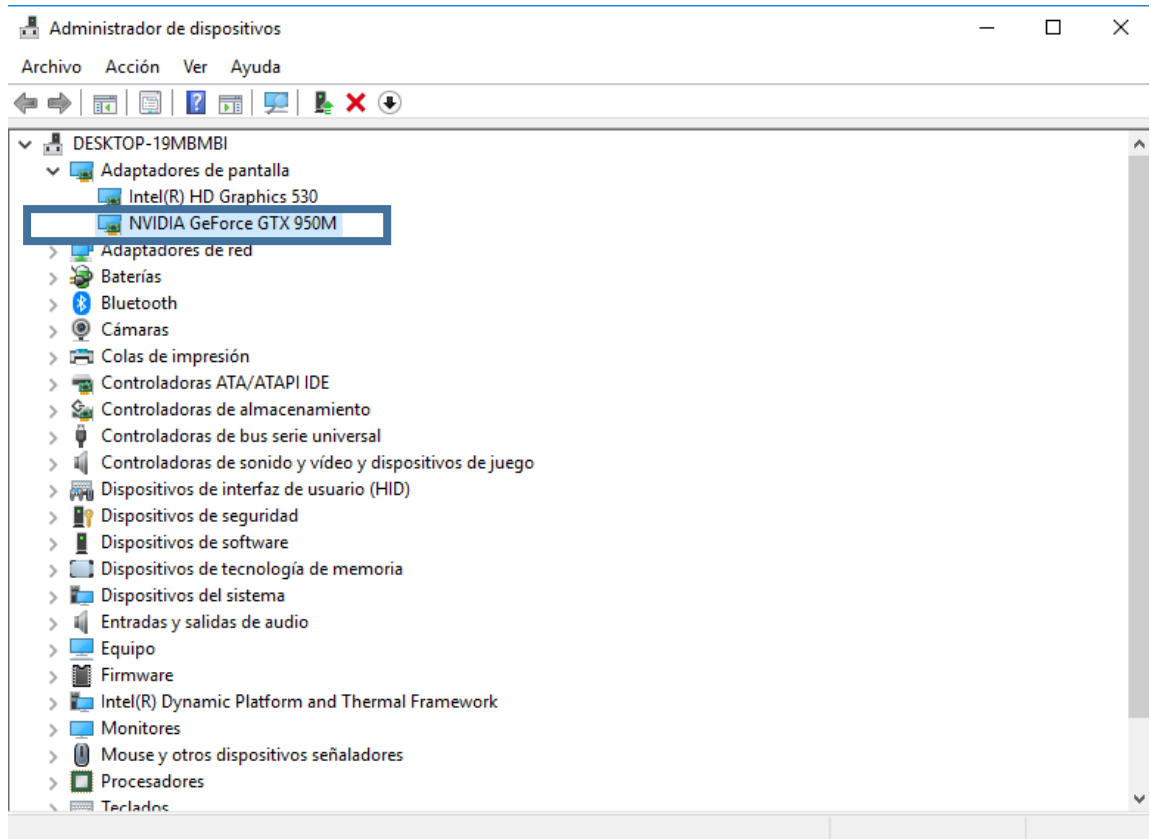 Administrador de dispositivos
Archivo Acción Ver Ayuda
DESKTOP-19MBMBI
Adaptadores de pantalla
Intel(R) HD Graphics 530
NVIDIA GeForce GTX 950M
Adaptadores de red
Baterías
Bluetooth
Cámaras
Colas de impresión
Controladoras ATA/ATAPI IDE
Controladoras de almacenamiento
Controladoras de bus serie universal
Controladoras de sonido y vídeo y dispositivos de juego
Dispositivos de interfaz de usuario (HID)
Dispositivos de seguridad
Dispositivos de software
Dispositivos de tecnología de memoria
Dispositivos del sistema
Entradas y salidas de audio
Equipo
Firmware
Intel(R) Dynamic Platform and Thermal Framework
Monitores
Mouse y otros dispositivos señaladores
Procesadores
Teclados